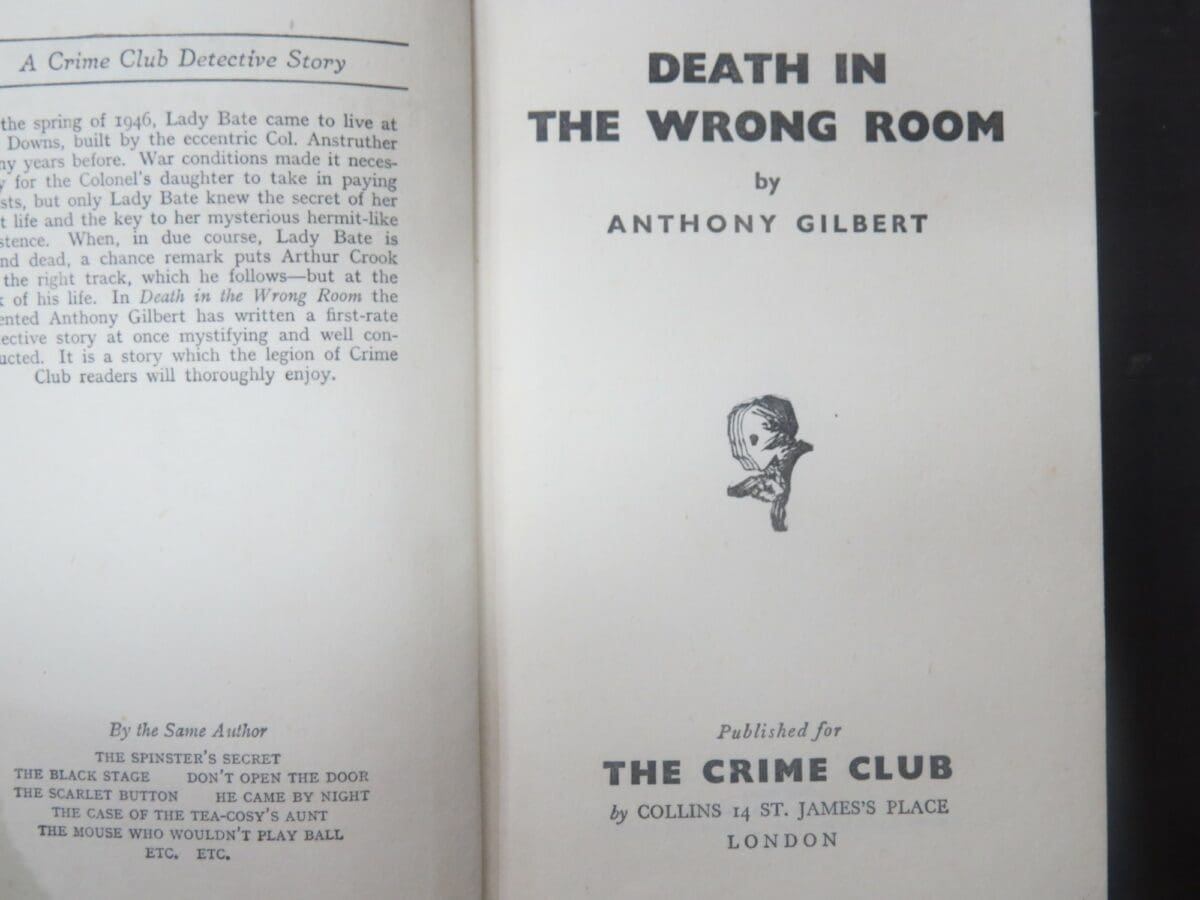 A Crime Club Detective Story
the spring of 1946, Lady Bate came to live at
Downs, built by the eccentric Col. Anstruther
ny years before. War conditions made it neces-
y for the Colonel's daughter to take in paying
sts, but only Lady Bate knew the secret of her
t life and the key to her mysterious hermit-like
stence. When, in due course, Lady Bate is
nd dead, a chance remark puts Arthur Crook
the right track, which he follows—but at the
k of his life. In Death in the Wrong Room the
ented Anthony Gilbert has written a first-rate
ective story at once mystifying and well con-
ucted. It is a story which the legion of Crime
Club readers will thoroughly enjoy.
By the Same Author
THE SPINSTER'S SECRET
THE BLACK STAGE DON'T OPEN THE DOOR
THE SCARLET BUTTON HE CAME BY NIGHT
THE CASE OF THE TEA-COSY'S AUNT
THE MOUSE WHO WOULDN'T PLAY BALL
ETC. ETC.
DEATH IN
THE WRONG ROOM
by
ANTHONY GILBERT
Published for
THE CRIME CLUB
by COLLINS 14 ST. JAMES'S PLACE
LONDON